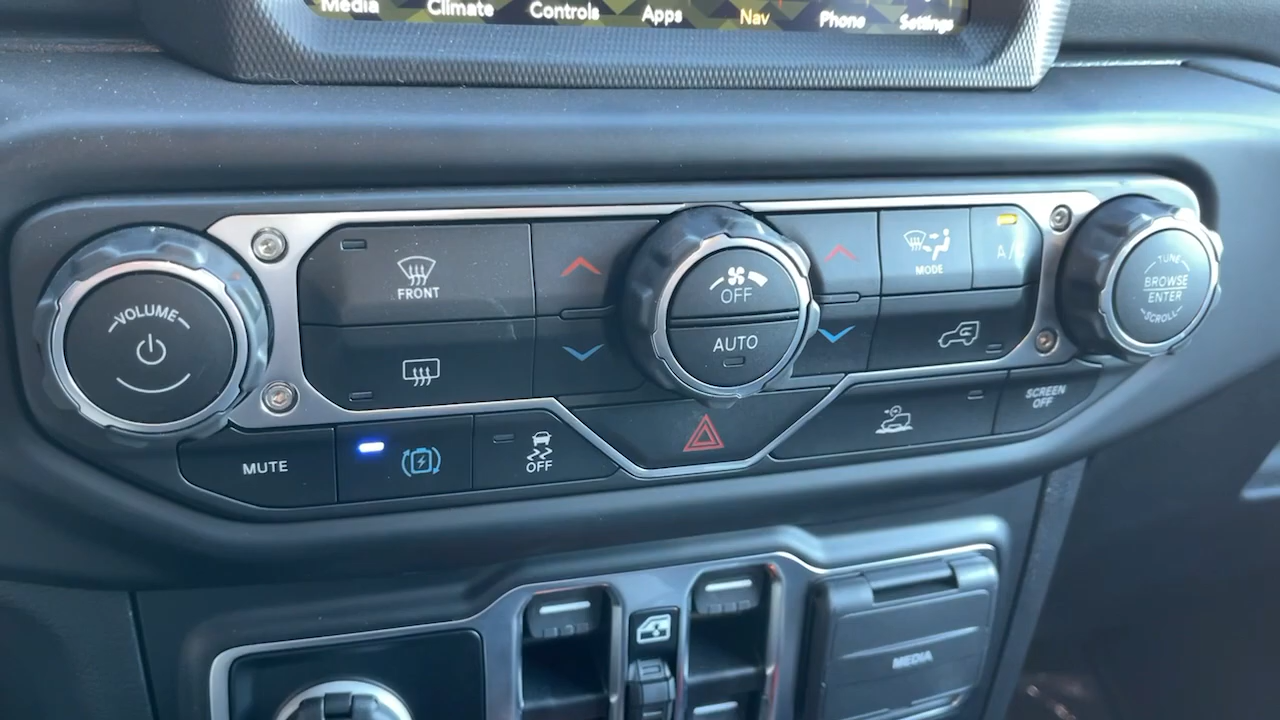 Media Climate Controls Apps Nav Phone Settings
VOLUME
FRONT
OFF
AUTO
MODE
A/
TUNE
BROWSE
ENTER
SCROLL
MUTE
OFF
SCREEN
OFF
MEDIA